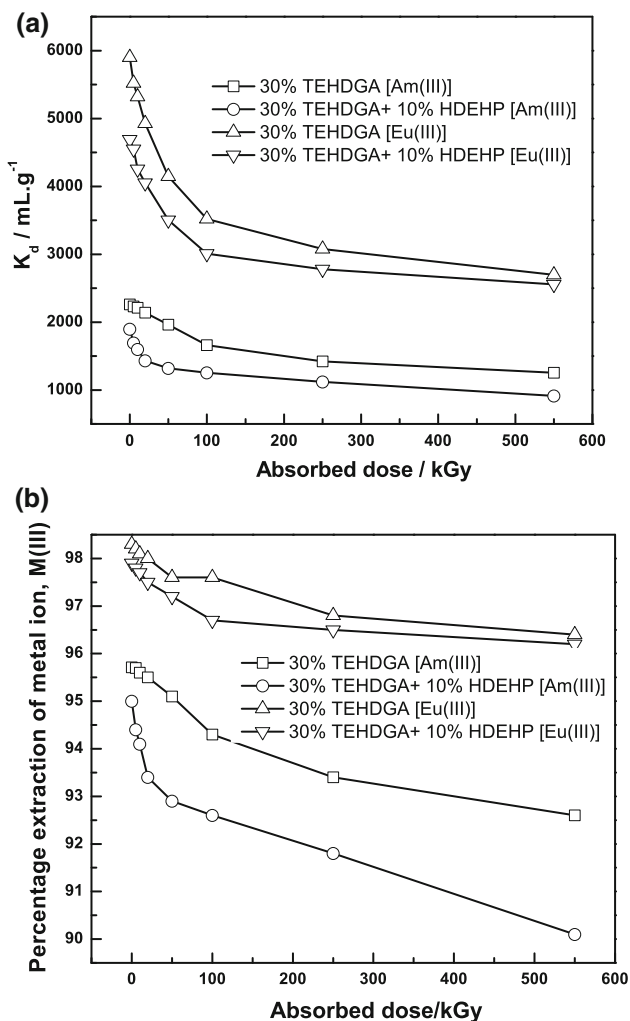 (a)
6000
5000
4000
3000
2000
1000
K_d / mL.g⁻¹
30% TEHDGA [Am(III)]
30% TEHDGA+ 10% HDEHP [Am(III)]
30% TEHDGA [Eu(III)]
30% TEHDGA+ 10% HDEHP [Eu(III)]
0 100 200 300 400 500 600
Absorbed dose / kGy
(b)
98
97
96
95
94
93
92
91
90
Percentage extraction of metal ion, M(III)
30% TEHDGA [Am(III)]
30% TEHDGA+ 10% HDEHP [Am(III)]
30% TEHDGA [Eu(III)]
30% TEHDGA+ 10% HDEHP [Eu(III)]
0 100 200 300 400 500 600
Absorbed dose/kGy